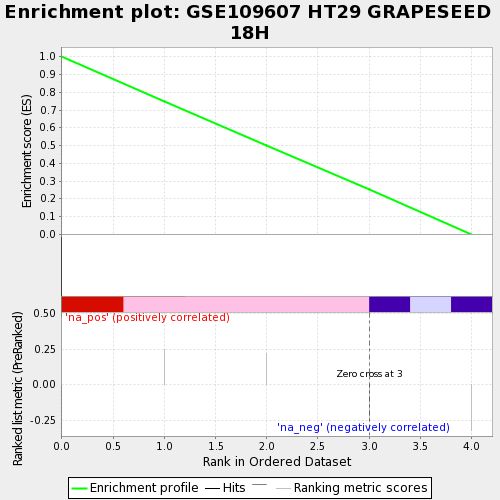 Enrichment plot: GSE109607 HT29 GRAPESEED
18H
Enrichment score (ES)
1.0
0.9
0.8
0.7
0.6
0.5
0.4
0.3
0.2
0.1
0.0
Ranked list metric (PreRanked)
0.50
0.25
0.00
-0.25
'na_pos' (positively correlated)
Zero cross at 3
'na_neg' (negatively correlated)
0.0 0.5 1.0 1.5 2.0 2.5 3.0 3.5 4.0
Rank in Ordered Dataset
Enrichment profile Hits Ranking metric scores